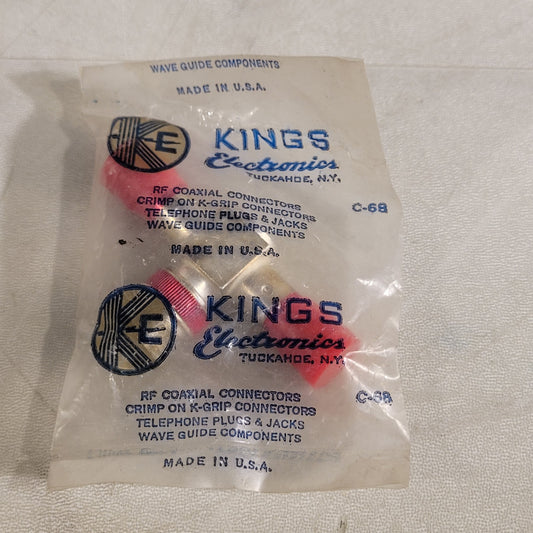 WAVE GUIDE COMPONENTS
MADE IN U.S.A.
KE
KINGS
Electronics
TUCKAHOE, N.Y.
RF COAXIAL CONNECTORS
CRIMP ON K-GRIP CONNECTORS
TELEPHONE PLUGS & JACKS
WAVE GUIDE COMPONENTS
C-68
MADE IN U.S.A.
KE
KINGS
Electronics
TUCKAHOE, N.Y.
RF COAXIAL CONNECTORS
CRIMP ON K-GRIP CONNECTORS
TELEPHONE PLUGS & JACKS
WAVE GUIDE COMPONENTS
C-68
MADE IN U.S.A.